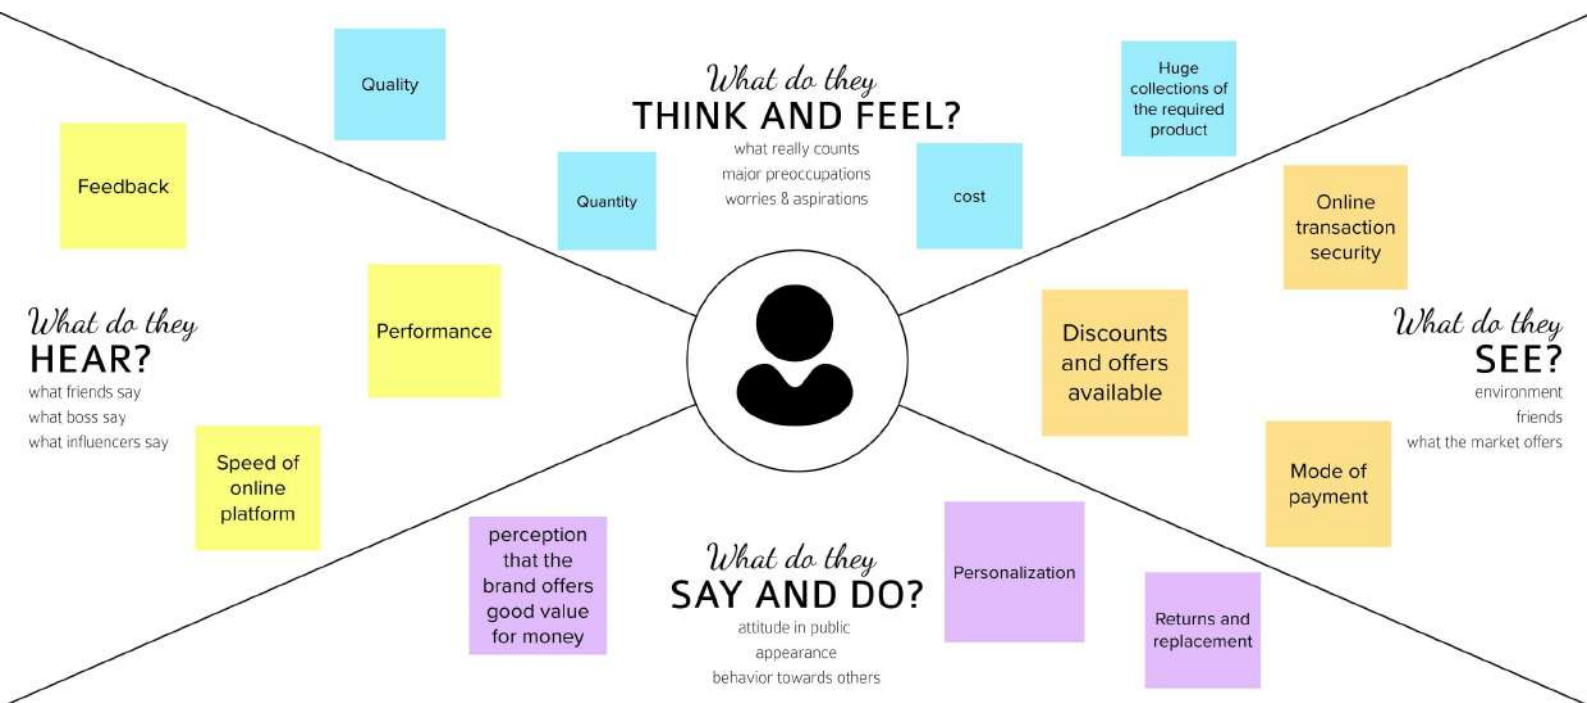 What do they
THINK AND FEEL?
what really counts
major preoccupations
worries & aspirations
Quality
Quantity
cost
Huge
collections of
the required
product
What do they
HEAR?
what friends say
what boss say
what influencers say
Feedback
Performance
Speed of
online
platform
What do they
SEE?
environment
friends
what the market offers
Online
transaction
security
Discounts
and offers
available
Mode of
payment
What do they
SAY AND DO?
attitude in public
appearance
behavior towards others
perception
that the
brand offers
good value
for money
Personalization
Returns and
replacement